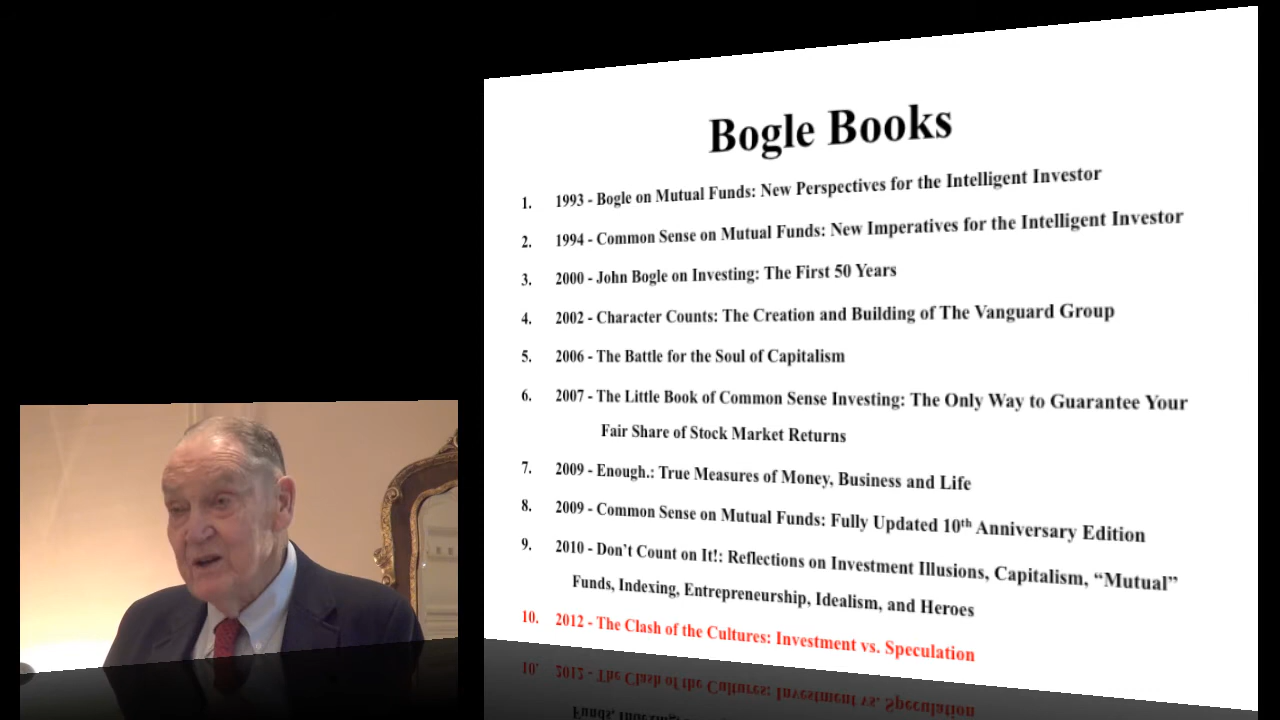 Bogle Books
1. 1993 - Bogle on Mutual Funds: New Perspectives for the Intelligent Investor
2. 1994 - Common Sense on Mutual Funds: New Imperatives for the Intelligent Investor
3. 2000 - John Bogle on Investing: The First 50 Years
4. 2002 - Character Counts: The Creation and Building of The Vanguard Group
5. 2006 - The Battle for the Soul of Capitalism
6. 2007 - The Little Book of Common Sense Investing: The Only Way to Guarantee Your
Fair Share of Stock Market Returns
7. 2009 - Enough.: True Measures of Money, Business and Life
8. 2009 - Common Sense on Mutual Funds: Fully Updated 10th Anniversary Edition
9. 2010 - Don't Count on It!: Reflections on Investment Illusions, Capitalism, “Mutual”
Funds, Indexing, Entrepreneurship, Idealism, and Heroes
10. 2012 - The Clash of the Cultures: Investment vs. Speculation